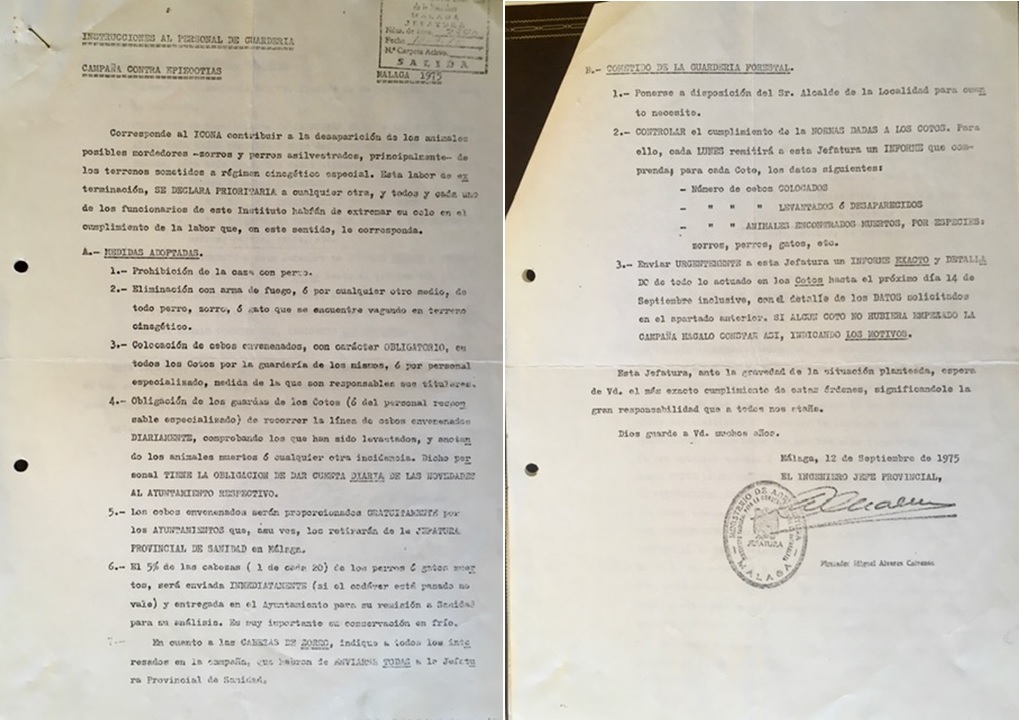 INSTRUCCIONES AL PERSONAL DE GUARDERIA
MALAGA
JEFATURA
Fecha
N.º Carpeta Activo
SALIDA
CAMPAÑA CONTRA EPIZOOTIAS
MALAGA 1975
Corresponde al ICONA contribuir a la desaparición de los animales
posibles mordedores -zorros y perros asilvestrados, principalmente- de
los terrenos sometidos a régimen cinegético especial. Esta labor de ex
terminación, SE DECLARA PRIORITARIA a cualquier otra, y todos y cada uno
de los funcionarios de este Instituto habrán de extremar su celo en el
cumplimiento de la labor que, en este sentido, le corresponda.
A.- MEDIDAS ADOPTADAS.
1.- Prohibición de la caza con perro.
2.- Eliminación con arma de fuego, ó por cualquier otro medio, de
todo perro, zorro, ó gato que se encuentre vagando en terreno
cinegético.
3.- Colocación de cebos envenenados, con carácter OBLIGATORIO, en
todos los Cotos por la guardería de los mismos, ó por personal
especializado, medida de la que son responsables sus titulares.
4.- Obligación de los guardas de los Cotos (ó del personal respon
sable especializado) de recorrer la línea de cebos envenenados
DIARIAMENTE, comprobando los que han sido levantados, y anotan
do los animales muertos ó cualquier otra incidencia. Dicho per
sonal TIENE LA OBLIGACION DE DAR CUENTA DIARIA DE LAS NOVEDADES
AL AYUNTAMIENTO RESPECTIVO.
5.- Los cebos envenenados serán proporcionados GRATUITAMENTE por
los AYUNTAMIENTOS que, a su vez, los retirarán de la JEFATURA
PROVINCIAL DE SANIDAD en Málaga.
6.- El 5% de las cabezas ( 1 de cada 20) de los perros ó gatos muer
tos, será enviada INMEDIATAMENTE (si el cadáver está pasado no
vale) y entregada en el Ayuntamiento para su remisión a Sanidad
para su análisis. Es muy importante su conservación en frío.
7.- En cuanto a las CABEZAS DE ZORRO, indique a todos los inte
resados en la campaña, que habrán de ENVIARSE TODAS a la Jefatu
ra Provincial de Sanidad.
B.- COMETIDO DE LA GUARDERIA FORESTAL.
1.- Ponerse a disposición del Sr. Alcalde de la Localidad para cuan
to necesite.
2.- CONTROLAR el cumplimiento de la NORMAS DADAS A LOS COTOS. Para
ello, cada LUNES remitirá a esta Jefatura un INFORME que com-
prenda; para cada Coto, los datos siguientes:
- Número de cebos COLOCADOS
- " " " LEVANTADOS ó DESAPARECIDOS
- " " ANIMALES ENCONTRADOS MUERTOS, POR ESPECIES:
zorros, perros, gatos, etc.
3.- Enviar URGENTEMENTE a esta Jefatura un INFORME EXACTO y DETALLA
DO de todo lo actuado en los Cotos hasta el próximo día 14 de
Septiembre inclusive, con el detalle de los DATOS solicitados
en el apartado anterior. SI ALGUN COTO NO HUBIERA EMPEZADO LA
CAMPAÑA HAGALO CONSTAR ASI, INDICANDO LOS MOTIVOS.
Esta Jefatura, ante la gravedad de la situación planteada, espera
de Vd. el más exacto cumplimiento de estas órdenes, significandole la
gran responsabilidad que a todos nos atañe.
Dios guarde a Vd. muchos años.
Málaga, 12 de Septiembre de 1975
EL INGENIERO JEFE PROVINCIAL,
MINISTERIO DE AGRICULTURA
JEFATURA
MALAGA
Firmado: Miguel Alvarez